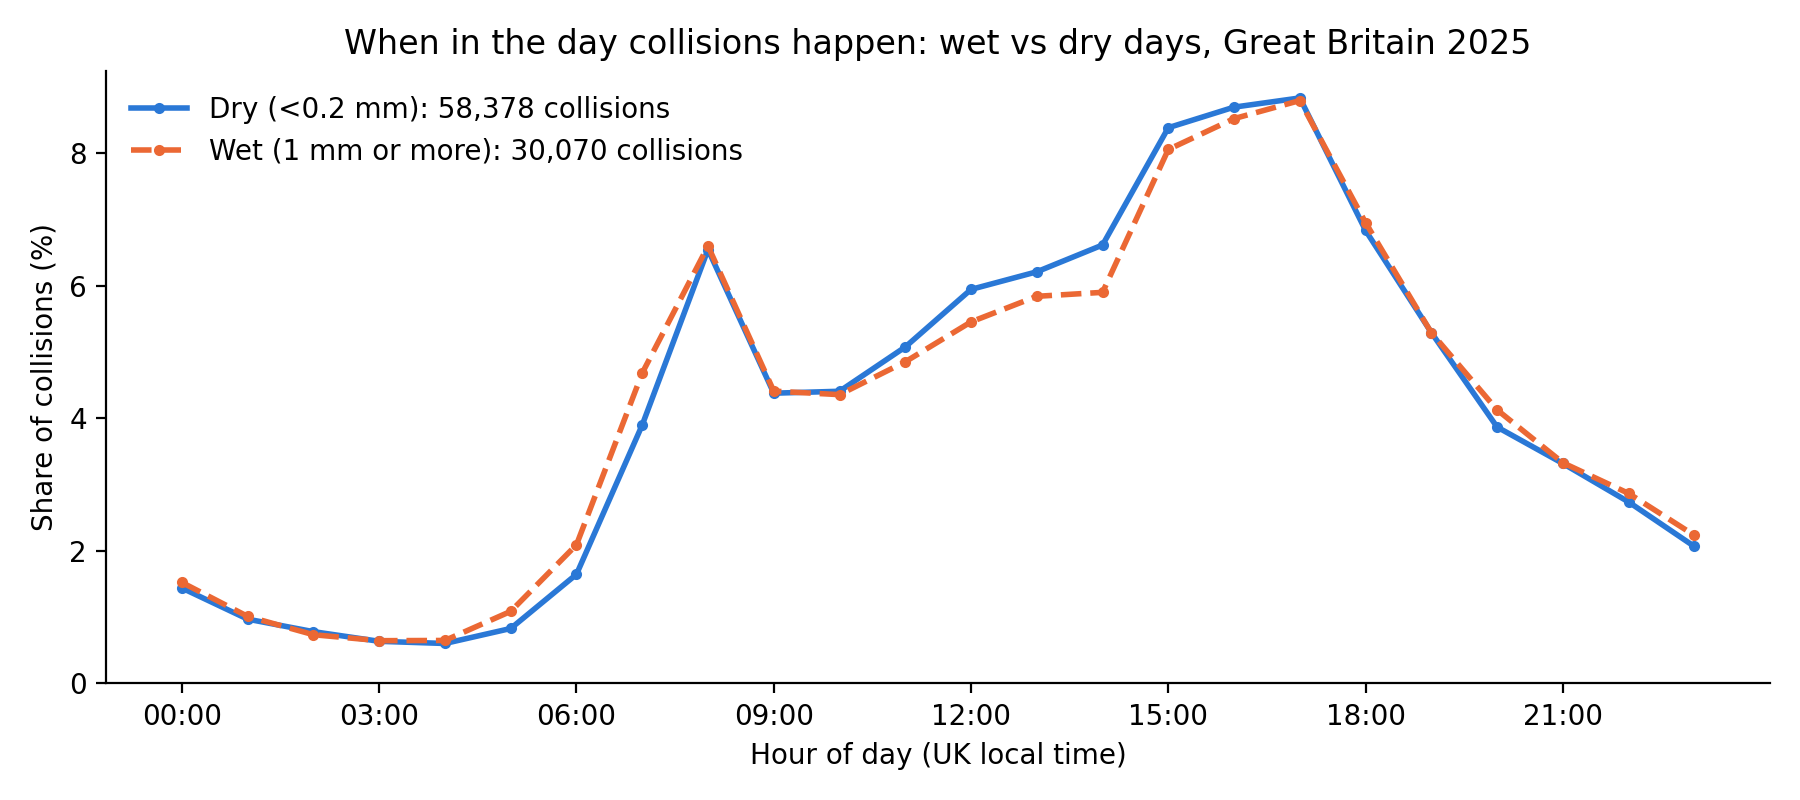 When in the day collisions happen: wet vs dry days, Great Britain 2025
Dry (<0.2 mm): 58,378 collisions
Wet (1 mm or more): 30,070 collisions
Share of collisions (%)
8
6
4
2
0
00:00 03:00 06:00 09:00 12:00 15:00 18:00 21:00
Hour of day (UK local time)